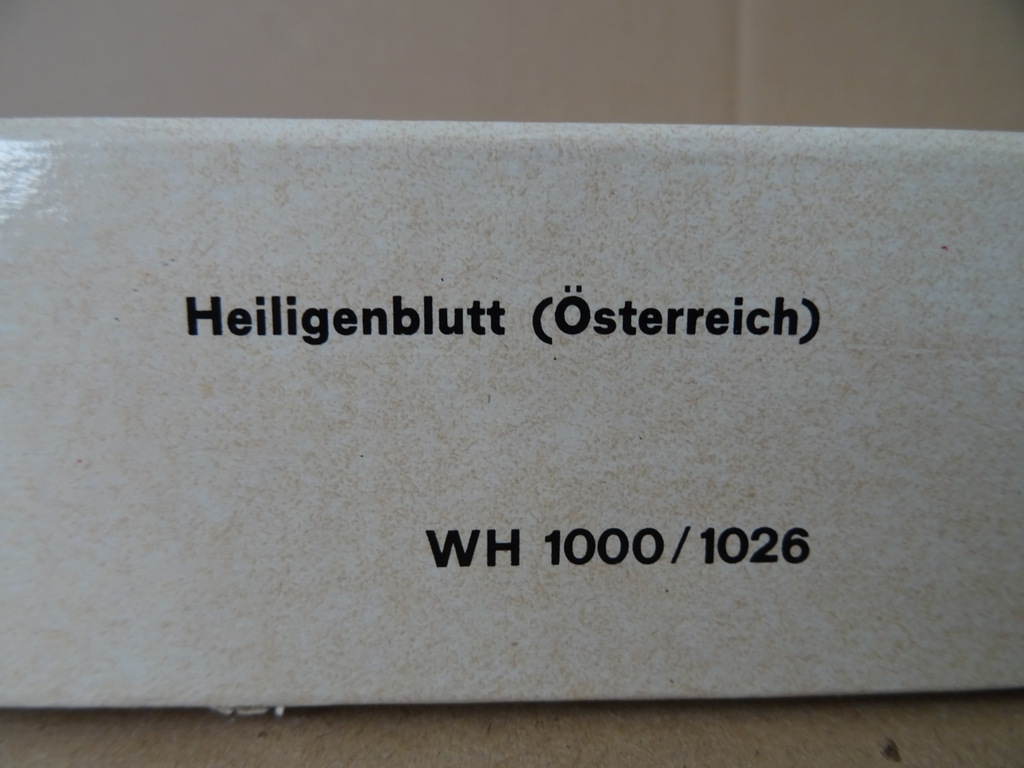 Heiligenblutt (Österreich)
WH 1000/1026